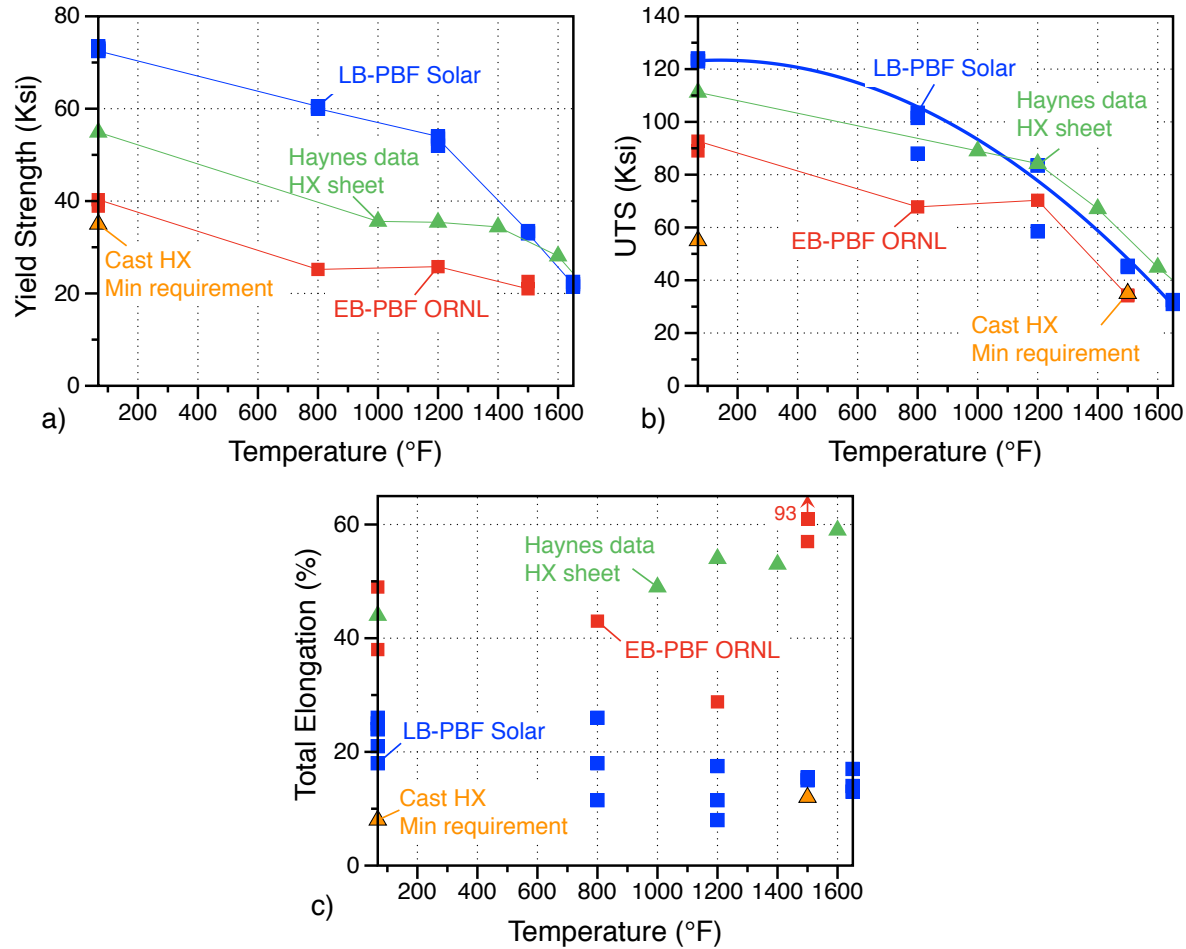 80
60
40
20
0
Yield Strength (Ksi)
LB-PBF Solar
Haynes data
HX sheet
Cast HX
Min requirement
EB-PBF ORNL
200 400 600 800 1000 1200 1400 1600
a)
Temperature (°F)
140
120
100
80
60
40
20
0
UTS (Ksi)
LB-PBF Solar
Haynes data
HX sheet
EB-PBF ORNL
Cast HX
Min requirement
200 400 600 800 1000 1200 1400 1600
b)
Temperature (°F)
60
40
20
0
Total Elongation (%)
93
Haynes data
HX sheet
EB-PBF ORNL
LB-PBF Solar
Cast HX
Min requirement
200 400 600 800 1000 1200 1400 1600
c)
Temperature (°F)